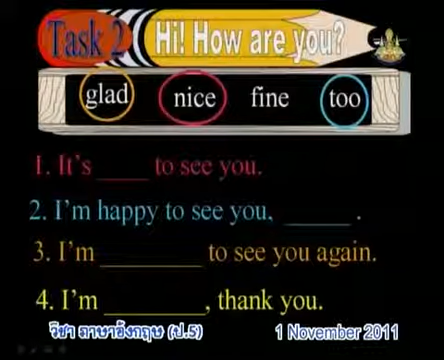 Task 2 Hi! How are you?
glad nice fine too
1. It's ____ to see you.
2. I'm happy to see you, ______ .
3. I'm _________ to see you again.
4. I'm _________, thank you.
วิชา ภาษาอังกฤษ (ป.5) 1 November 2011